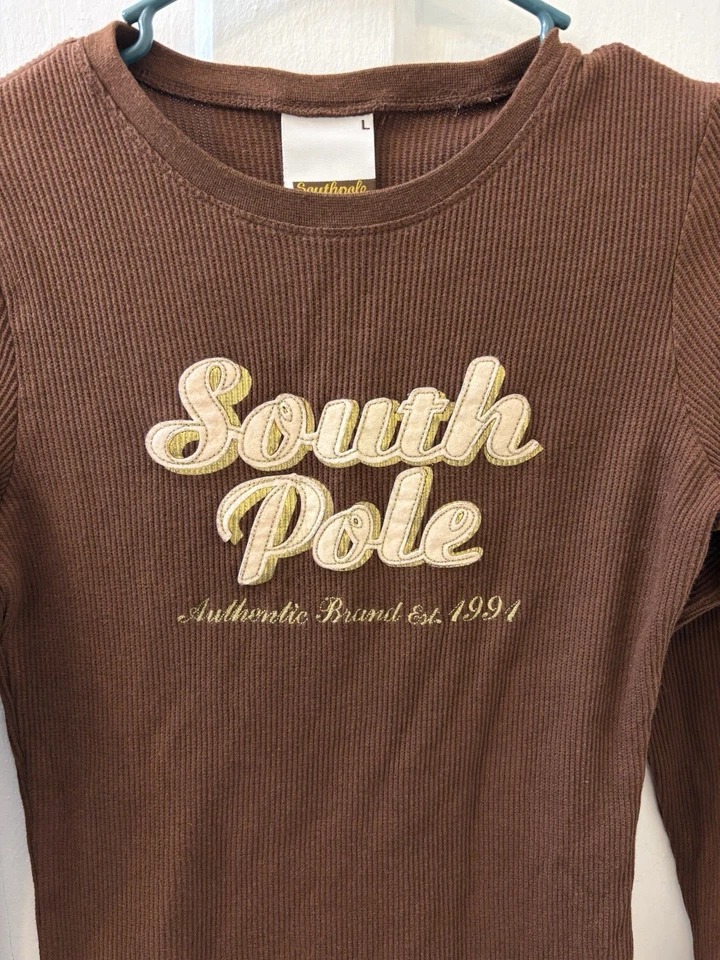 L
Southpole
South
Pole
Authentic Brand Est. 1991